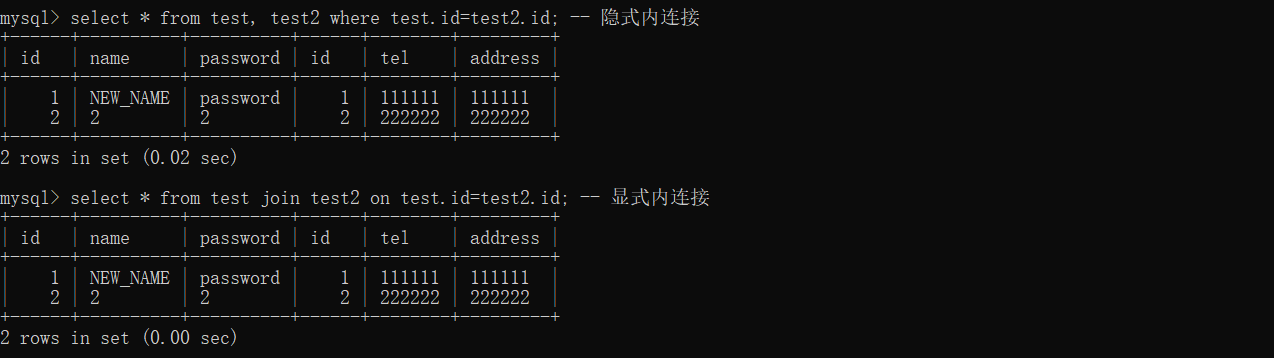 mysql> select * from test, test2 where test.id=test2.id; -- 隐式内连接
+------+----------+----------+------+--------+---------+
| id   | name     | password | id   | tel    | address |
+------+----------+----------+------+--------+---------+
|    1 | NEW_NAME | password |    1 | 111111 | 111111  |
|    2 | 2        | 2        |    2 | 222222 | 222222  |
+------+----------+----------+------+--------+---------+
2 rows in set (0.02 sec)
mysql> select * from test join test2 on test.id=test2.id; -- 显式内连接
+------+----------+----------+------+--------+---------+
| id   | name     | password | id   | tel    | address |
+------+----------+----------+------+--------+---------+
|    1 | NEW_NAME | password |    1 | 111111 | 111111  |
|    2 | 2        | 2        |    2 | 222222 | 222222  |
+------+----------+----------+------+--------+---------+
2 rows in set (0.00 sec)